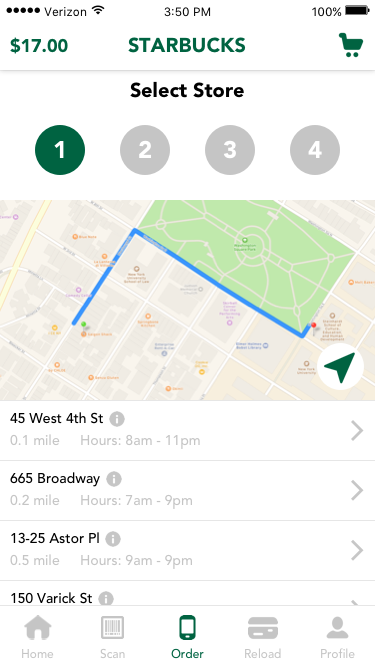 Verizon 3:50 PM 100%
$17.00 STARBUCKS
Select Store
1 2 3 4
45 West 4th St
0.1 mile Hours: 8am - 11pm
665 Broadway
0.2 mile Hours: 7am - 9pm
13-25 Astor Pl
0.5 mile Hours: 9am - 9pm
150 Varick St
Home Scan Order Reload Profile